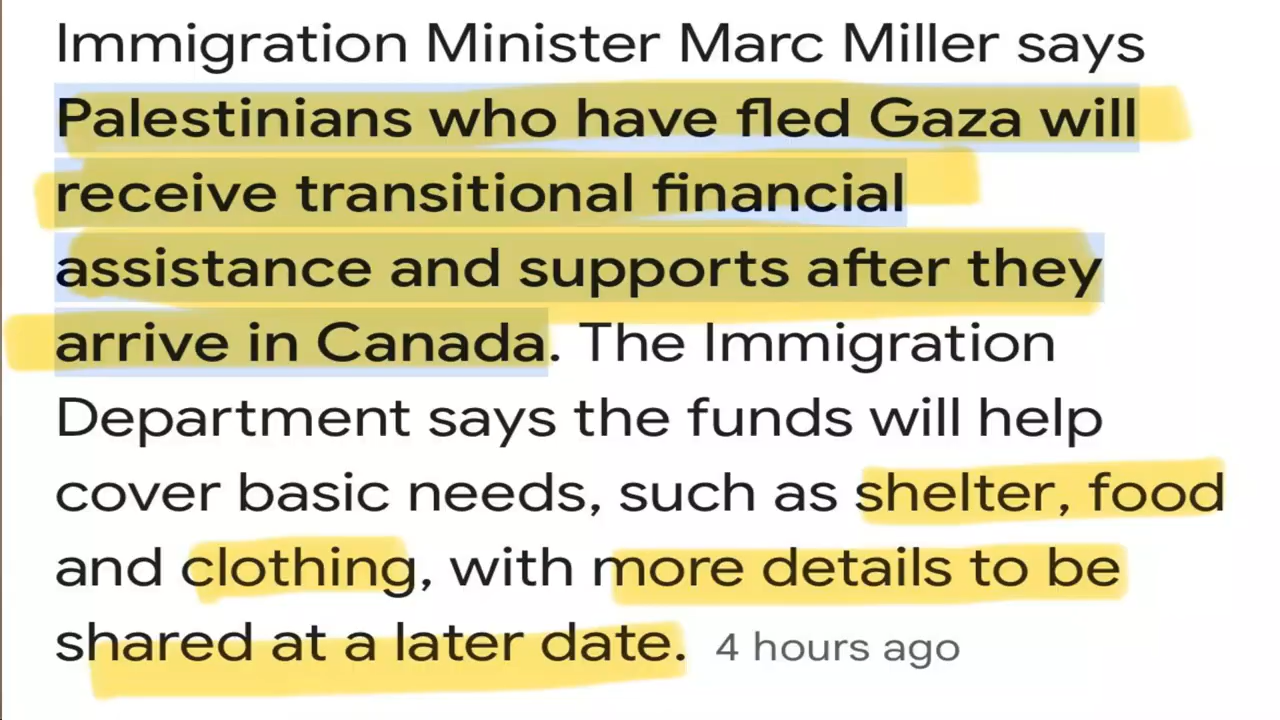 Immigration Minister Marc Miller says
Palestinians who have fled Gaza will
receive transitional financial
assistance and supports after they
arrive in Canada. The Immigration
Department says the funds will help
cover basic needs, such as shelter, food
and clothing, with more details to be
shared at a later date. 4 hours ago